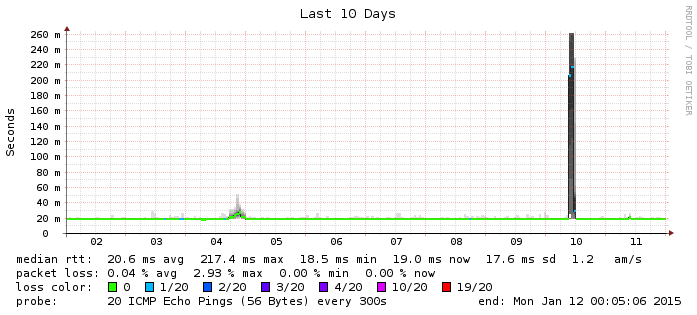 Last 10 Days
RRDTOOL / TOBI OETIKER
Seconds
260 m
240 m
220 m
200 m
180 m
160 m
140 m
120 m
100 m
80 m
60 m
40 m
20 m
0
02 03 04 05 06 07 08 09 10 11
median rtt: 20.6 ms avg 217.4 ms max 18.5 ms min 19.0 ms now 17.6 ms sd 1.2 am/s
packet loss: 0.04 % avg 2.93 % max 0.00 % min 0.00 % now
loss color: 0 1/20 2/20 3/20 4/20 10/20 19/20
probe: 20 ICMP Echo Pings (56 Bytes) every 300s end: Mon Jan 12 00:05:06 2015